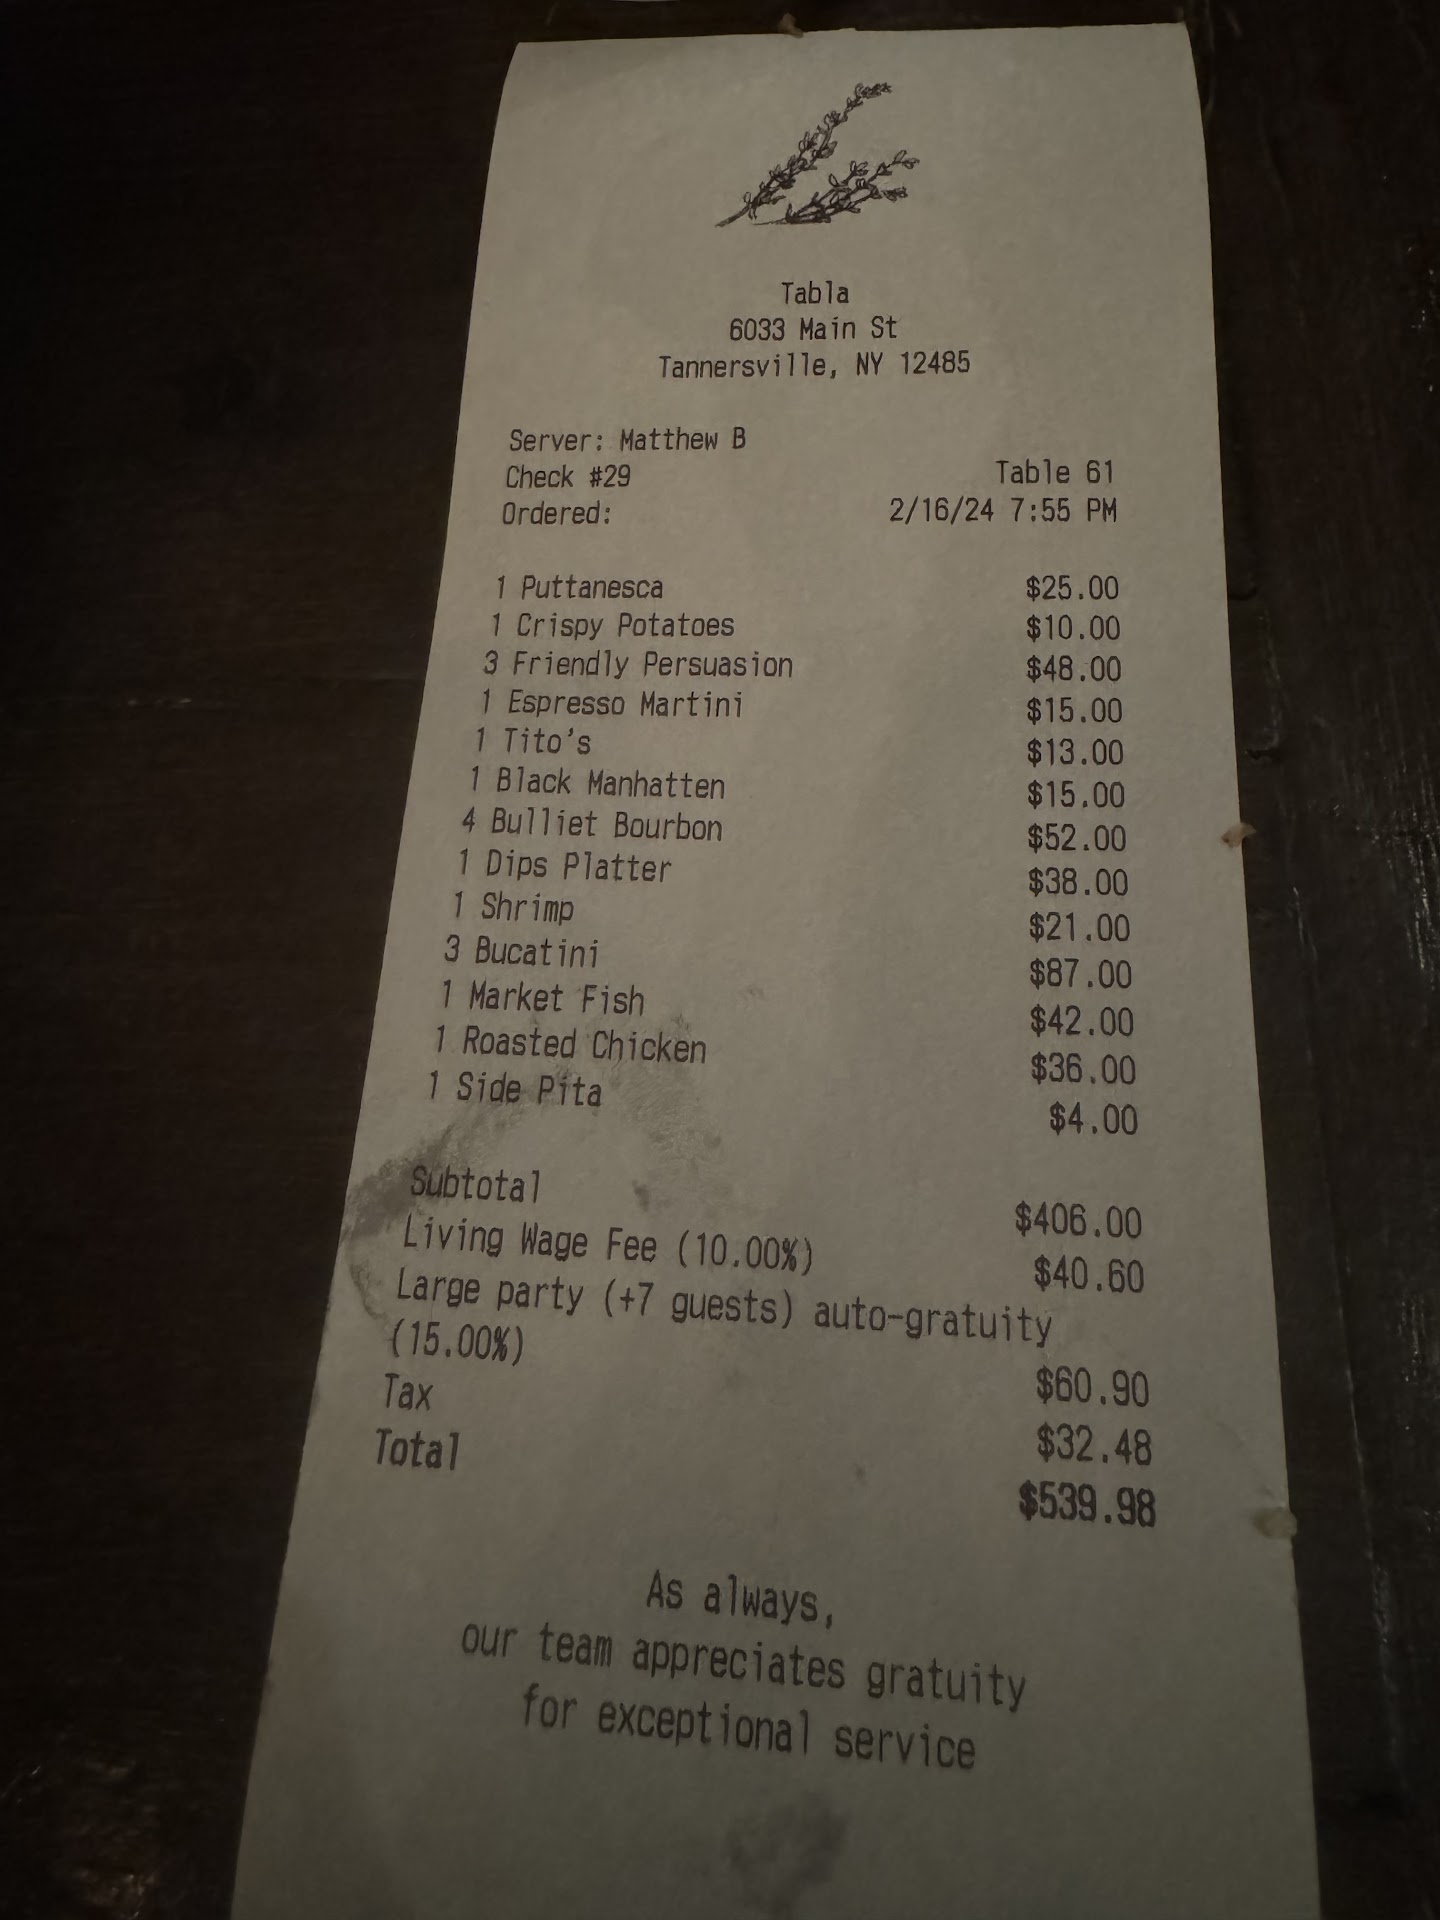 Tabla
6033 Main St
Tannersville, NY 12485
Server: Matthew B
Check #29 Table 61
Ordered: 2/16/24 7:55 PM
1 Puttanesca $25.00
1 Crispy Potatoes $10.00
3 Friendly Persuasion $48.00
1 Espresso Martini $15.00
1 Tito's $13.00
1 Black Manhatten $15.00
4 Bulliet Bourbon $52.00
1 Dips Platter $38.00
1 Shrimp $21.00
3 Bucatini $87.00
1 Market Fish $42.00
1 Roasted Chicken $36.00
1 Side Pita $4.00
Subtotal $406.00
Living Wage Fee (10.00%) $40.60
Large party (+7 guests) auto-gratuity
(15.00%) $60.90
Tax $32.48
Total $539.98
As always,
our team appreciates gratuity
for exceptional service